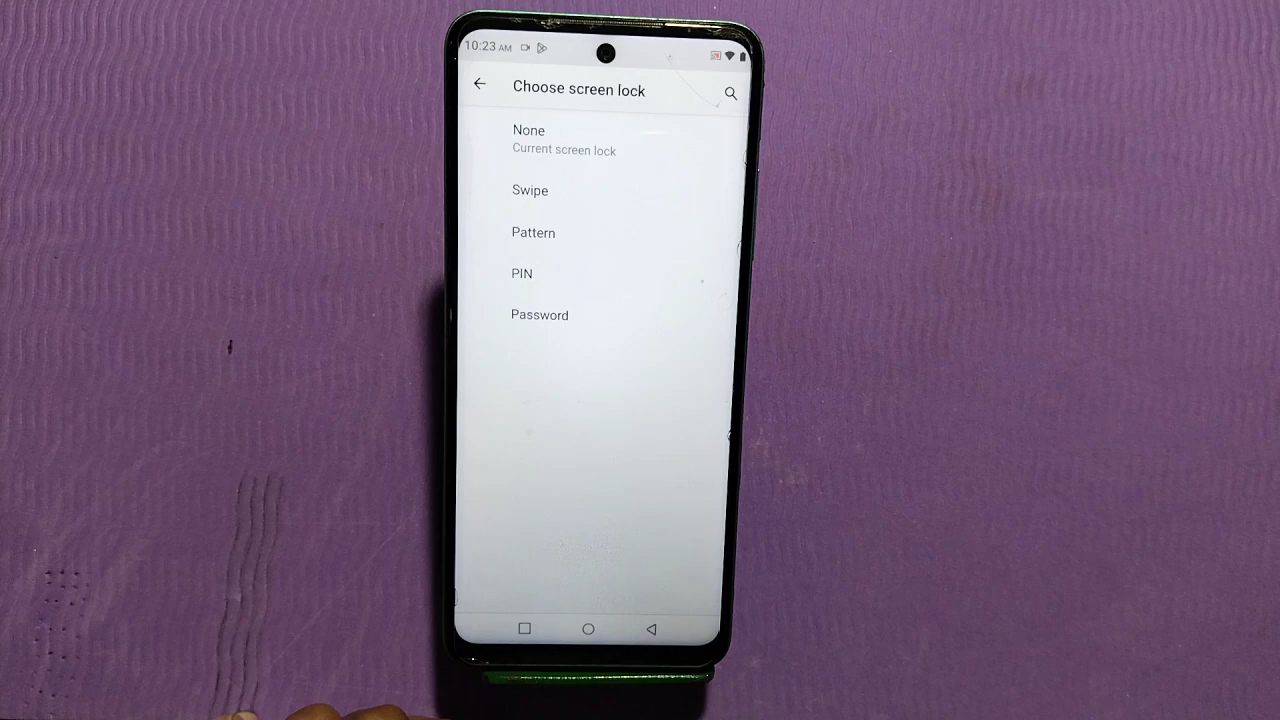 10:23 AM
Choose screen lock
None
Current screen lock
Swipe
Pattern
PIN
Password